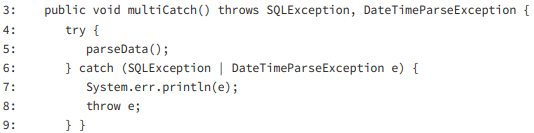 3:    public void multiCatch() throws SQLException, DateTimeParseException {
4:       try {
5:          parseData();
6:       } catch (SQLException | DateTimeParseException e) {
7:          System.err.println(e);
8:          throw e;
9:       } }